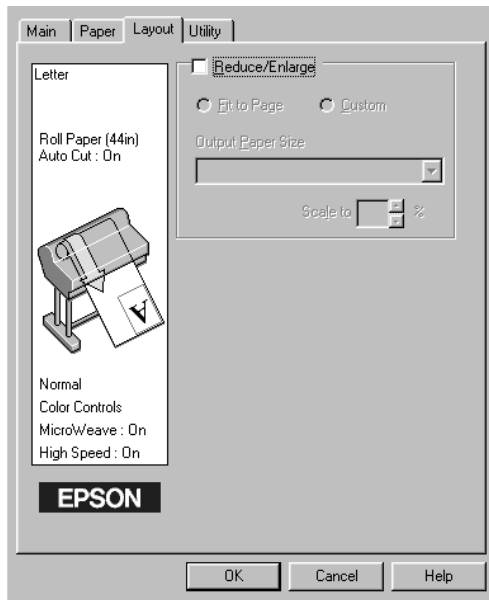 Main Paper Layout Utility
Letter
Roll Paper (44in)
Auto Cut : On
A
Normal
Color Controls
MicroWeave : On
High Speed : On
EPSON
Reduce/Enlarge
Fit to Page Custom
Output Paper Size
Scale to %
OK Cancel Help